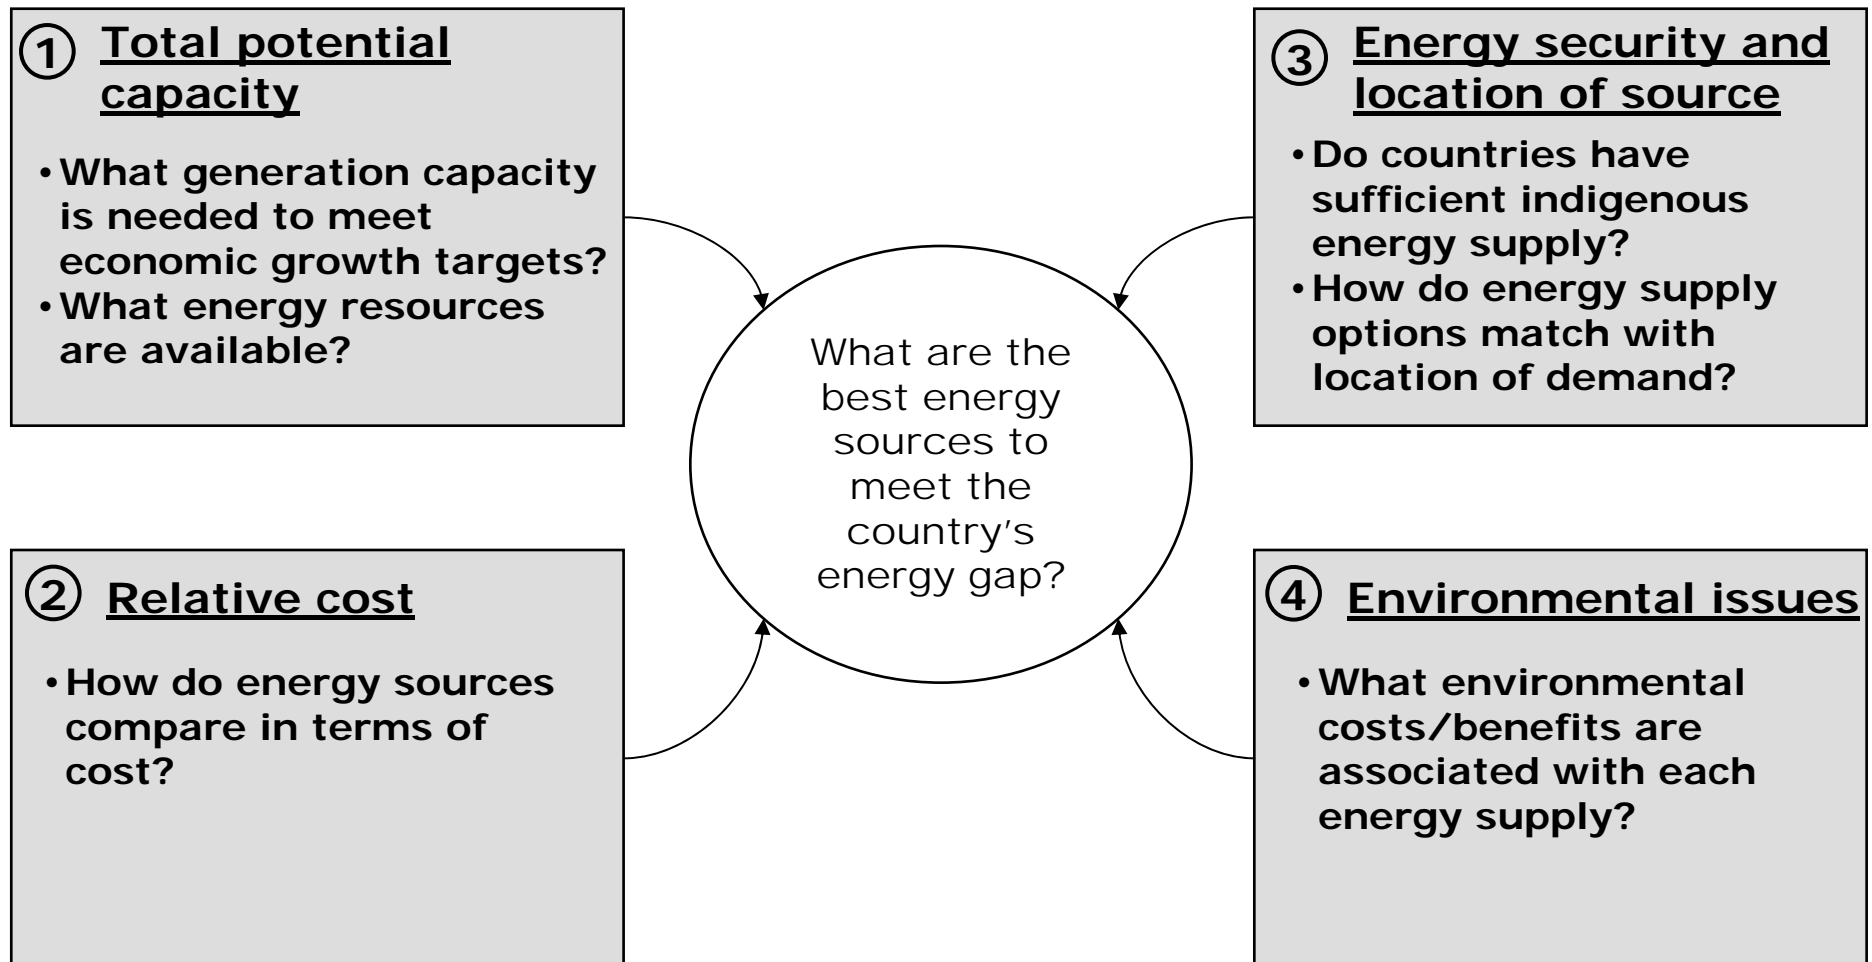 1 Total potential
capacity
• What generation capacity
is needed to meet
economic growth targets?
• What energy resources
are available?
2 Relative cost
• How do energy sources
compare in terms of
cost?
What are the
best energy
sources to
meet the
country's
energy gap?
3 Energy security and
location of source
• Do countries have
sufficient indigenous
energy supply?
• How do energy supply
options match with
location of demand?
4 Environmental issues
• What environmental
costs/benefits are
associated with each
energy supply?